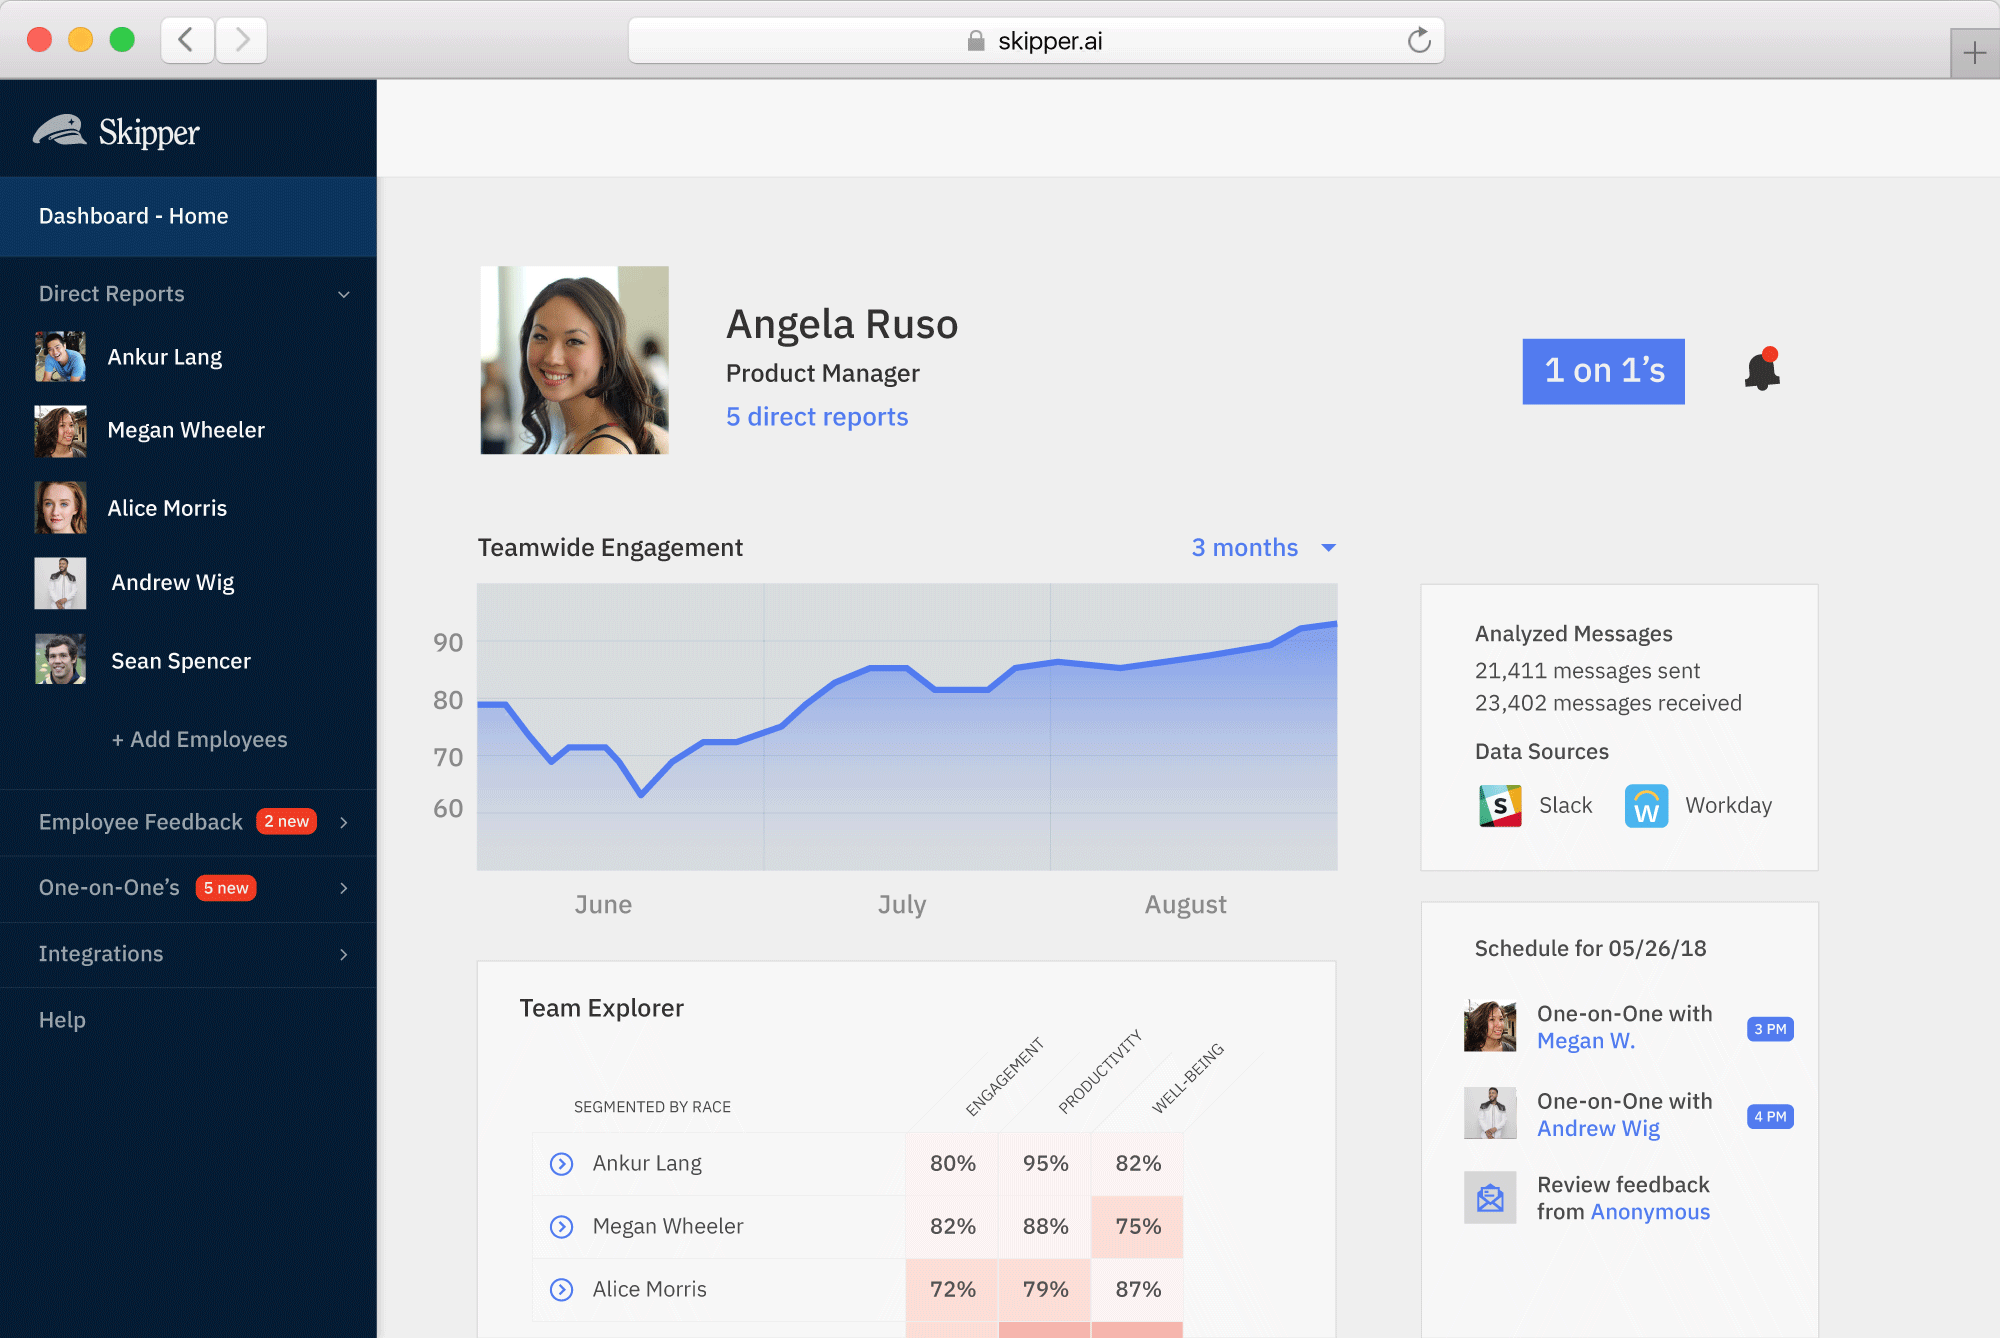 skipper.ai
Skipper
Dashboard - Home
Direct Reports
Ankur Lang
Megan Wheeler
Alice Morris
Andrew Wig
Sean Spencer
+ Add Employees
Employee Feedback 2 new
One-on-One’s 5 new
Integrations
Help
Angela Ruso
Product Manager
5 direct reports
1 on 1’s
Teamwide Engagement
3 months
90
80
70
60
June July August
Analyzed Messages
21,411 messages sent
23,402 messages received
Data Sources
S Slack W Workday
Team Explorer
SEGMENTED BY RACE ENGAGEMENT PRODUCTIVITY WELL-BEING
Ankur Lang 80% 95% 82%
Megan Wheeler 82% 88% 75%
Alice Morris 72% 79% 87%
Schedule for 05/26/18
One-on-One with
Megan W.
3 PM
One-on-One with
Andrew Wig
4 PM
Review feedback
from Anonymous